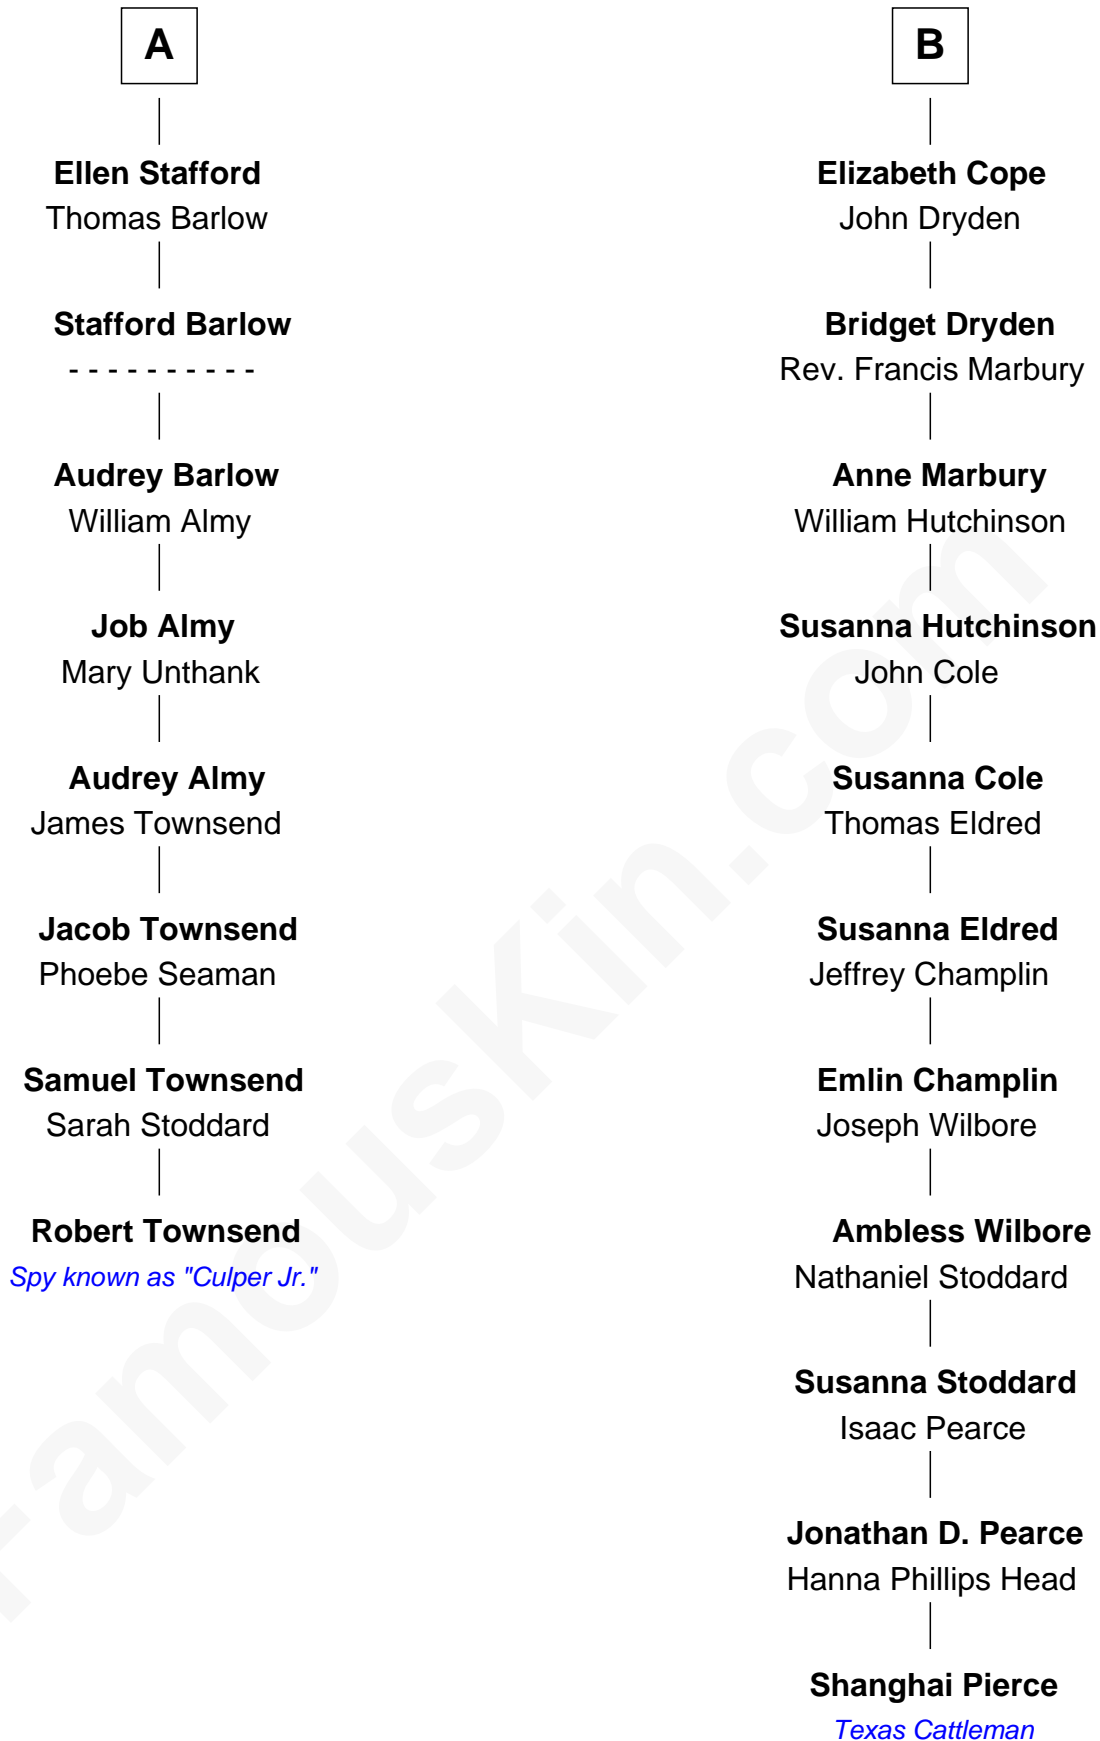 A
Ellen Stafford
Thomas Barlow
Stafford Barlow
- - - - - - - - - -
Audrey Barlow
William Almy
Job Almy
Mary Unthank
Audrey Almy
James Townsend
Jacob Townsend
Phoebe Seaman
Samuel Townsend
Sarah Stoddard
Robert Townsend
Spy known as "Culper Jr."
B
Elizabeth Cope
John Dryden
Bridget Dryden
Rev. Francis Marbury
Anne Marbury
William Hutchinson
Susanna Hutchinson
John Cole
Susanna Cole
Thomas Eldred
Susanna Eldred
Jeffrey Champlin
Emlin Champlin
Joseph Wilbore
Ambless Wilbore
Nathaniel Stoddard
Susanna Stoddard
Isaac Pearce
Jonathan D. Pearce
Hanna Phillips Head
Shanghai Pierce
Texas Cattleman
FamousKin.com